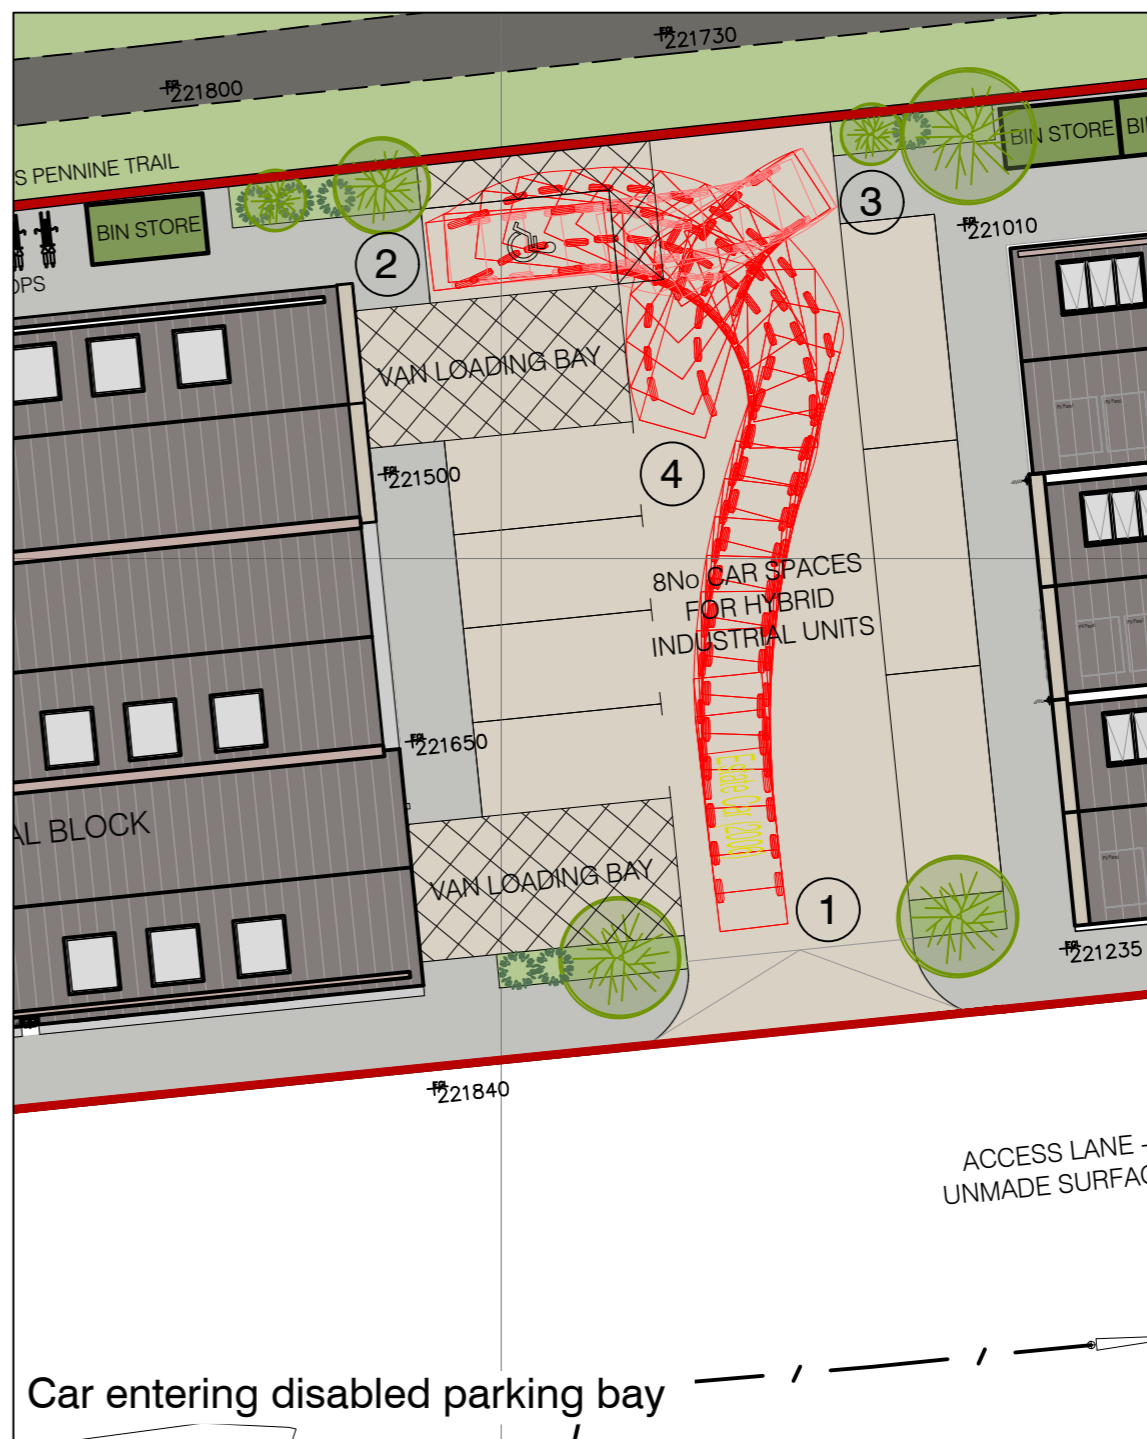 221730
221800
S PENNINE TRAIL
BIN STORE
BIN STORE
BI
3
221010
2
OPS
VAN LOADING BAY
4
221500
8No CAR SPACES
FOR HYBRID
INDUSTRIAL UNITS
221650
AL BLOCK
VAN LOADING BAY
1
221235
221840
ACCESS LANE -
UNMADE SURFAC
Car entering disabled parking bay